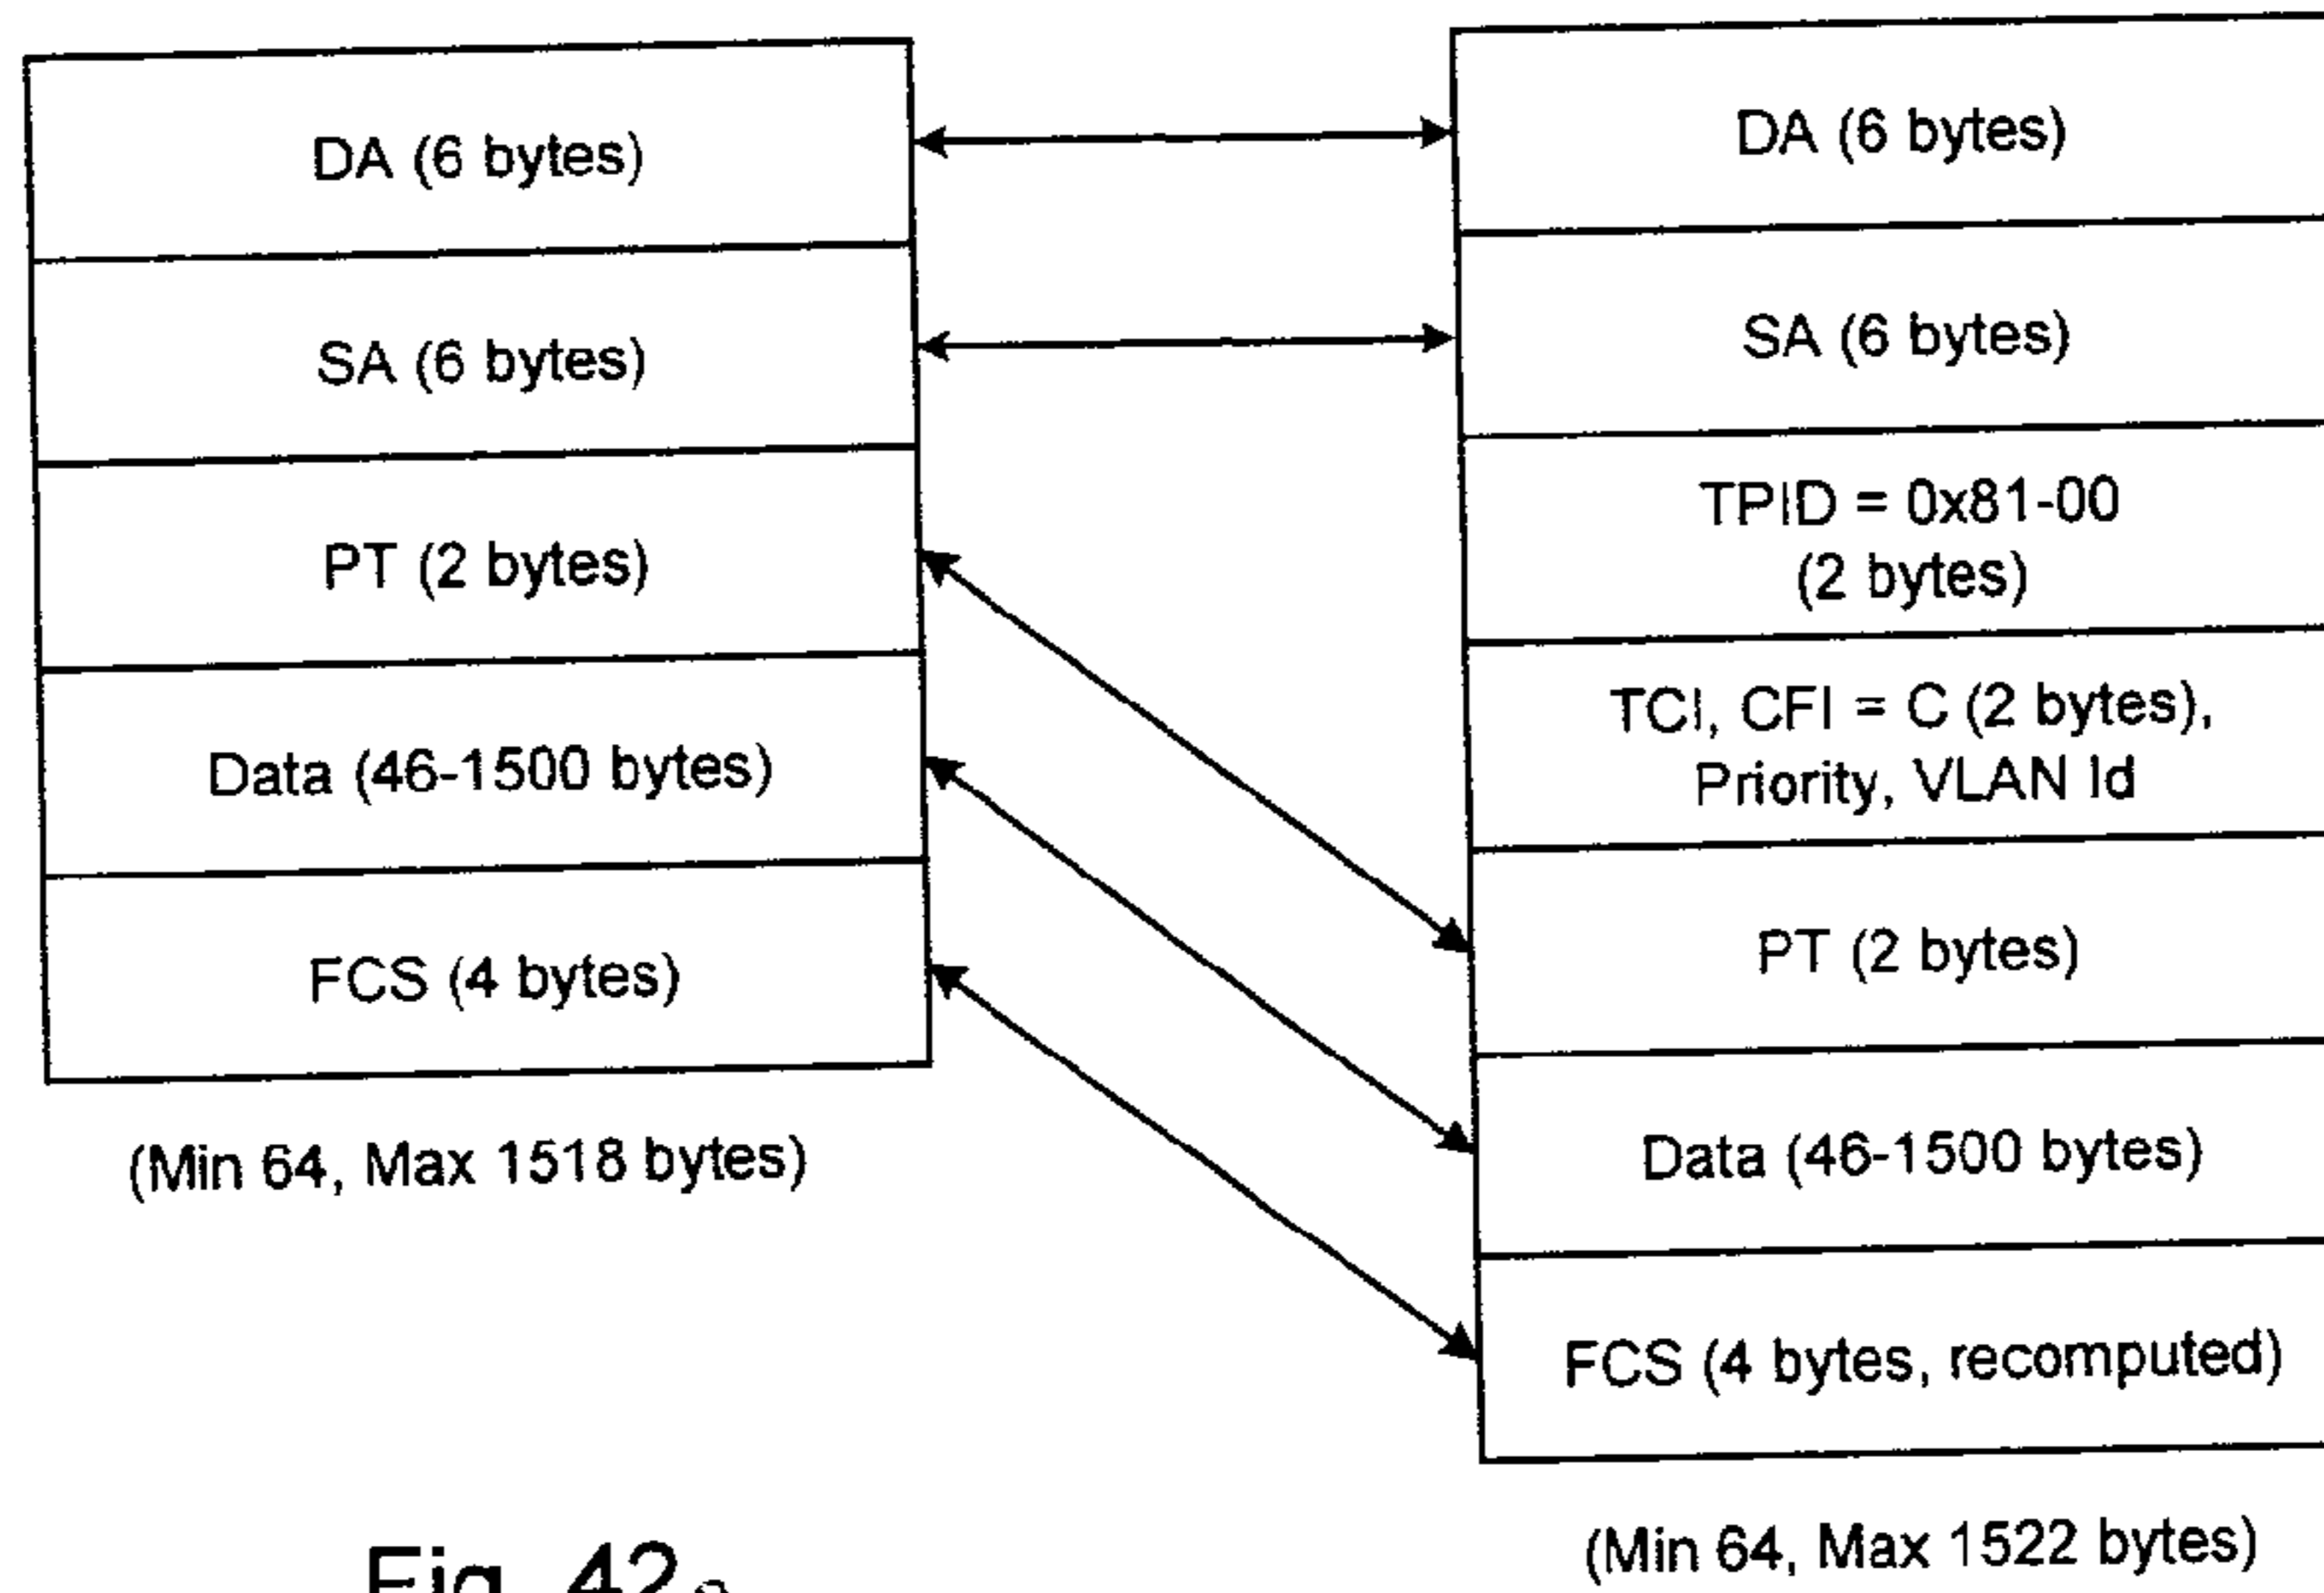 DA (6 bytes)
SA (6 bytes)
PT (2 bytes)
Data (46-1500 bytes)
FCS (4 bytes)
(Min 64, Max 1518 bytes)
DA (6 bytes)
SA (6 bytes)
TPID = 0x81-00
(2 bytes)
TCI, CFI = C (2 bytes),
Priority, VLAN Id
PT (2 bytes)
Data (46-1500 bytes)
FCS (4 bytes, recomputed)
(Min 64, Max 1522 bytes)
Fig. 42a